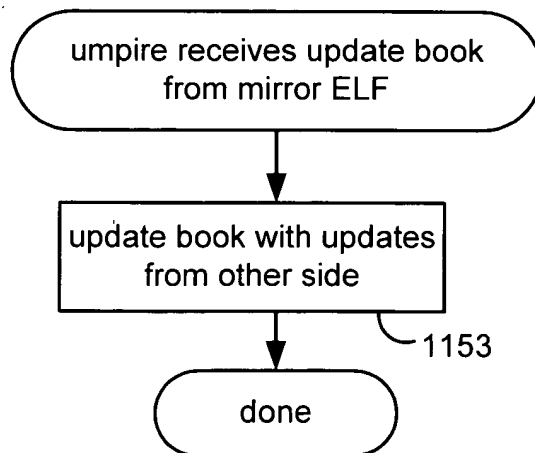 umpire receives update book
from mirror ELF
update book with updates
from other side
1153
done